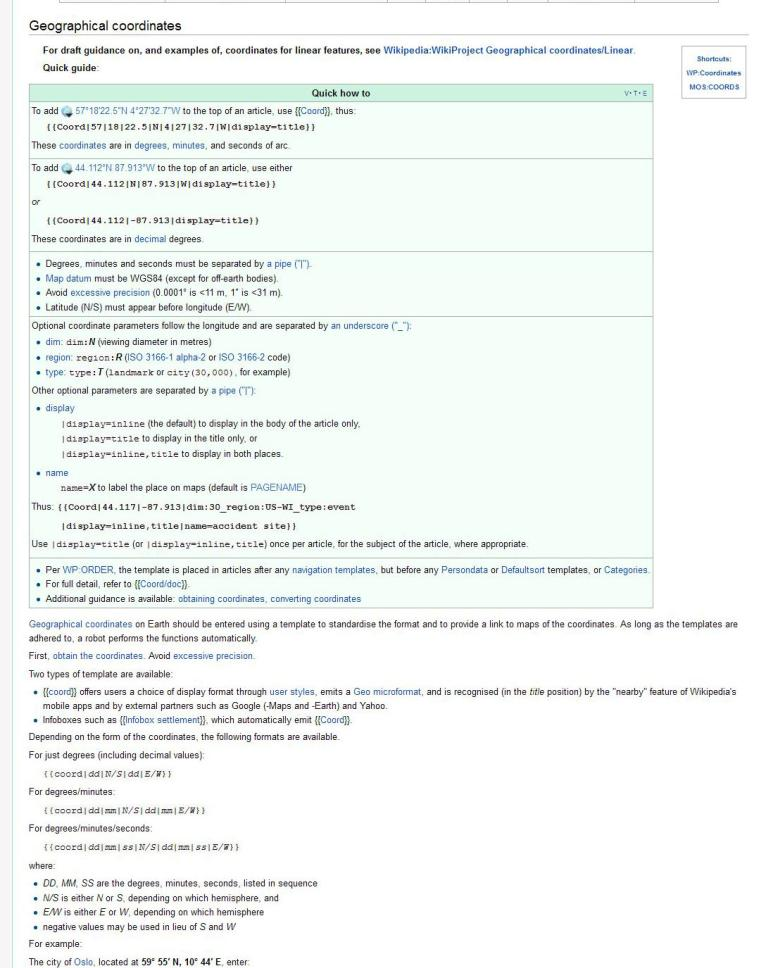 Geographical coordinates
For draft guidance on, and examples of, coordinates for linear features, see Wikipedia:WikiProject Geographical coordinates/Linear.
Shortcuts:
WP:Coordinates
MOS:COORDS
Quick guide:
Quick how to
V • T • E
To add 57°18′22.5″N 4°27′32.7″W to the top of an article, use {{Coord}}, thus:
{{Coord|57|18|22.5|N|4|27|32.7|W|display=title}}
These coordinates are in degrees, minutes, and seconds of arc.
To add 44.112°N 87.913°W to the top of an article, use either
{{Coord|44.112|N|87.913|W|display=title}}
or
{{Coord|44.112|-87.913|display=title}}
These coordinates are in decimal degrees.
• Degrees, minutes and seconds must be separated by a pipe ("|").
• Map datum must be WGS84 (except for off-earth bodies).
• Avoid excessive precision (0.0001° is <11 m, 1″ is <31 m).
• Latitude (N/S) must appear before longitude (E/W).
Optional coordinate parameters follow the longitude and are separated by an underscore ("_"):
• dim: dim:N (viewing diameter in metres)
• region: region:R (ISO 3166-1 alpha-2 or ISO 3166-2 code)
• type: type:T (landmark or city(30,000), for example)
Other optional parameters are separated by a pipe ("|"):
• display
|display=inline (the default) to display in the body of the article only,
|display=title to display in the title only, or
|display=inline,title to display in both places.
• name
name=X to label the place on maps (default is PAGENAME)
Thus: {{Coord|44.117|-87.913|dim:30_region:US-WI_type:event
|display=inline,title|name=accident site}}
Use |display=title (or |display=inline,title) once per article, for the subject of the article, where appropriate.
• Per WP:ORDER, the template is placed in articles after any navigation templates, but before any Persondata or Defaultsort templates, or Categories.
• For full detail, refer to {{Coord/doc}}.
• Additional guidance is available: obtaining coordinates, converting coordinates
Geographical coordinates on Earth should be entered using a template to standardise the format and to provide a link to maps of the coordinates. As long as the templates are
adhered to, a robot performs the functions automatically.
First, obtain the coordinates. Avoid excessive precision.
Two types of template are available:
• {{coord}} offers users a choice of display format through user styles, emits a Geo microformat, and is recognised (in the title position) by the "nearby" feature of Wikipedia's
mobile apps and by external partners such as Google (-Maps and -Earth) and Yahoo.
• Infoboxes such as {{Infobox settlement}}, which automatically emit {{Coord}}.
Depending on the form of the coordinates, the following formats are available.
For just degrees (including decimal values):
{{coord|dd|N/S|dd|E/W}}
For degrees/minutes:
{{coord|dd|mm|N/S|dd|mm|E/W}}
For degrees/minutes/seconds:
{{coord|dd|mm|ss|N/S|dd|mm|ss|E/W}}
where:
• DD, MM, SS are the degrees, minutes, seconds, listed in sequence
• N/S is either N or S, depending on which hemisphere, and
• E/W is either E or W, depending on which hemisphere
• negative values may be used in lieu of S and W
For example:
The city of Oslo, located at 59° 55′ N, 10° 44′ E, enter: